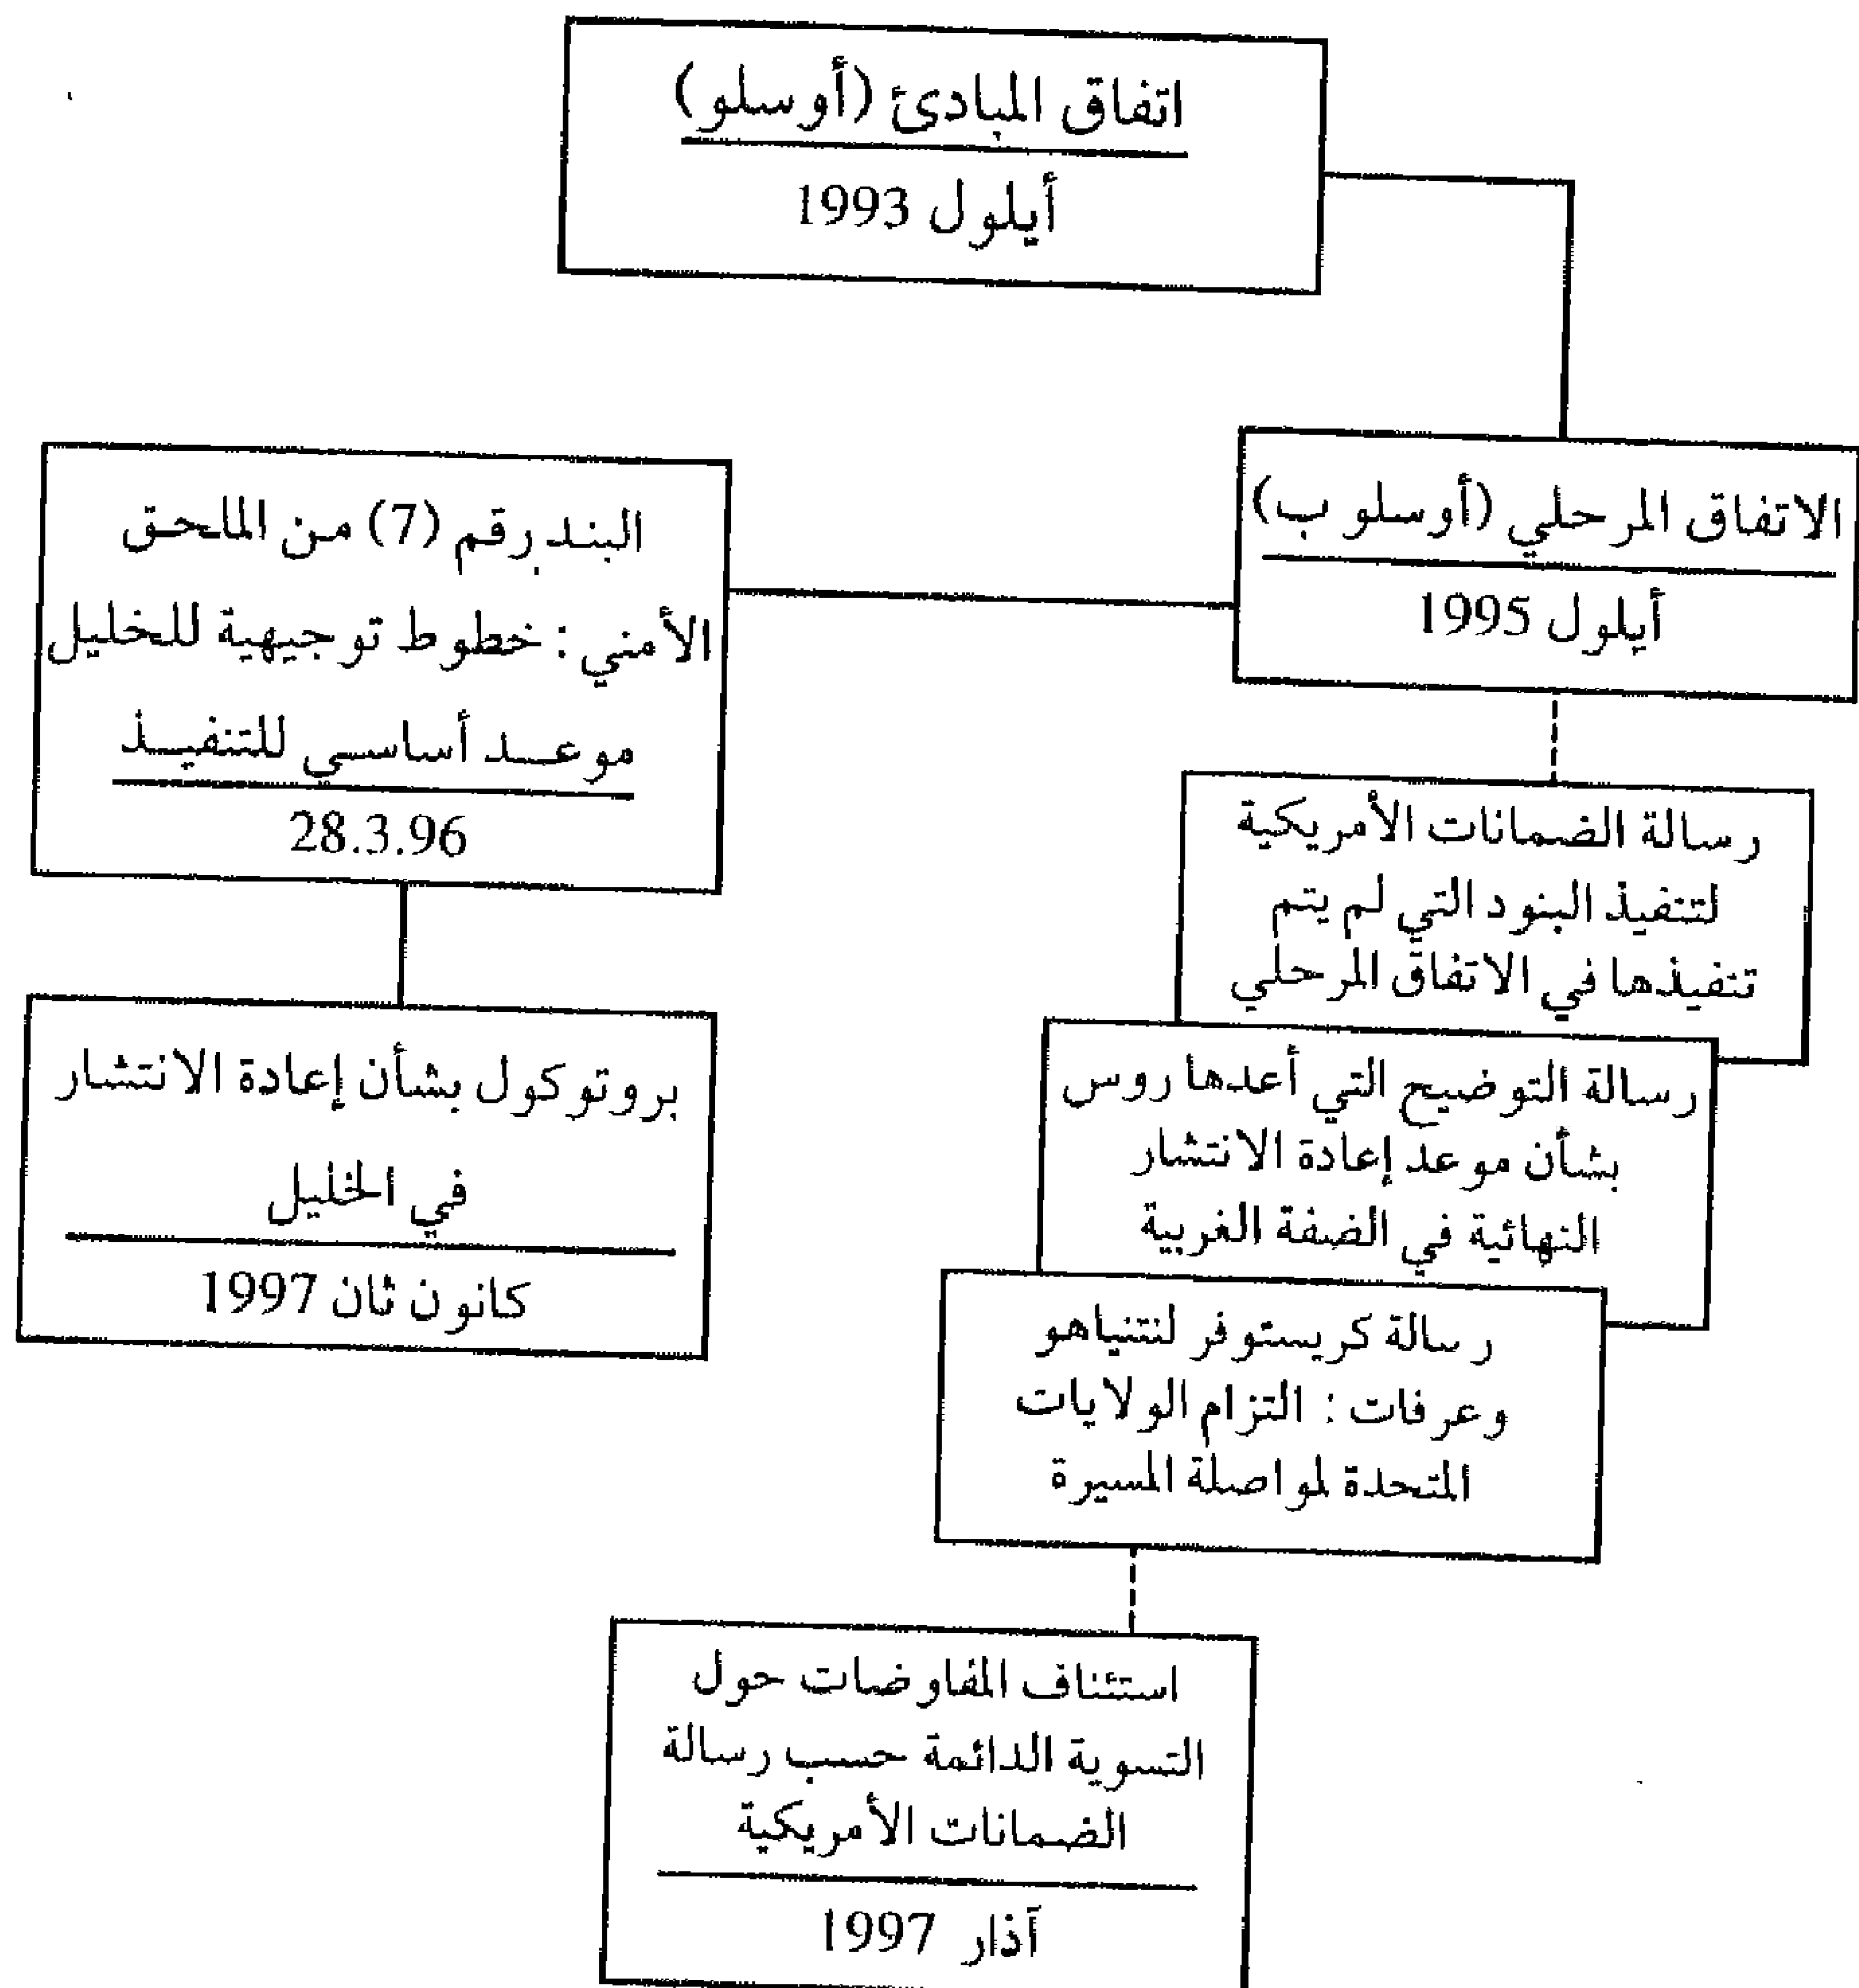 اتفاق المبادئ (أوسلو)
أيلول 1993
الاتفاق المرحلي (أوسلو ب)
أيلول 1995
البند رقم (7) من الملحق
الأمني : خطوط توجيهية للخليل
موعد أساسي للتنفيذ
28.3.96
بروتوكول بشأن إعادة الانتشار
في الخليل
كانون ثان 1997
رسالة الضمانات الأمريكية
لتنفيذ البنود التي لم يتم
تنفيذها في الاتفاق المرحلي
رسالة التوضيح التي أعدها روس
بشأن موعد إعادة الانتشار
النهائية في الضفة الغربية
رسالة كريستوفر لنتنياهو
وعرفات : التزام الولايات
المتحدة لمواصلة المسيرة
استئناف المفاوضات حول
التسوية الدائمة حسب رسالة
الضمانات الأمريكية
آذار 1997